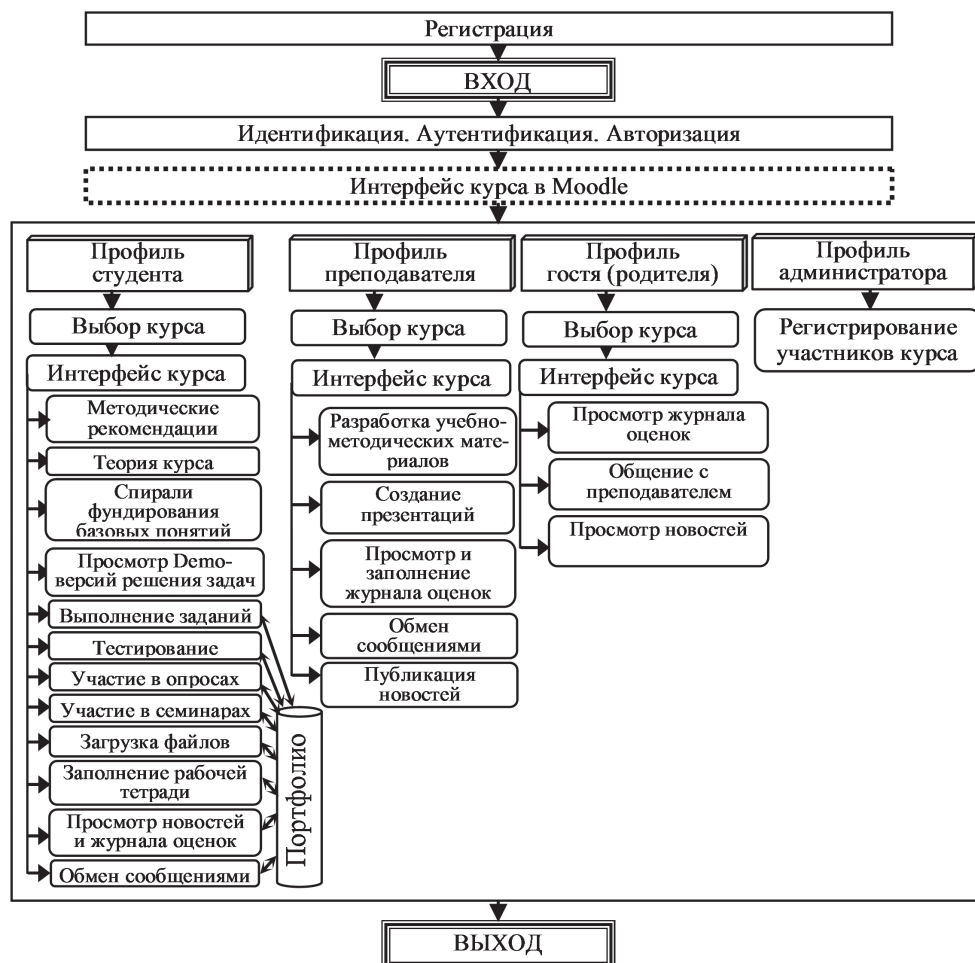 Регистрация
ВХОД
Идентификация. Аутентификация. Авторизация
Интерфейс курса в Moodle
Профиль
студента
Выбор курса
Интерфейс курса
Методические
рекомендации
Теория курса
Спирали
фундирования
базовых понятий
Просмотр Demo-
версий решения задач
Выполнение заданий
Тестирование
Участие в опросах
Участие в семинарах
Загрузка файлов
Заполнение рабочей
тетради
Просмотр новостей
и журнала оценок
Обмен сообщениями
Портфолио
Профиль
преподавателя
Выбор курса
Интерфейс курса
Разработка учебно-
методических мате-
риалов
Создание
презентаций
Просмотр и
заполнение
журнала оценок
Обмен
сообщениями
Публикация
новостей
Профиль
гостя (родителя)
Выбор курса
Интерфейс курса
Просмотр журнала
оценок
Общение с
преподавателем
Просмотр новостей
Профиль
администратора
Регистрирование
участников курса
ВЫХОД